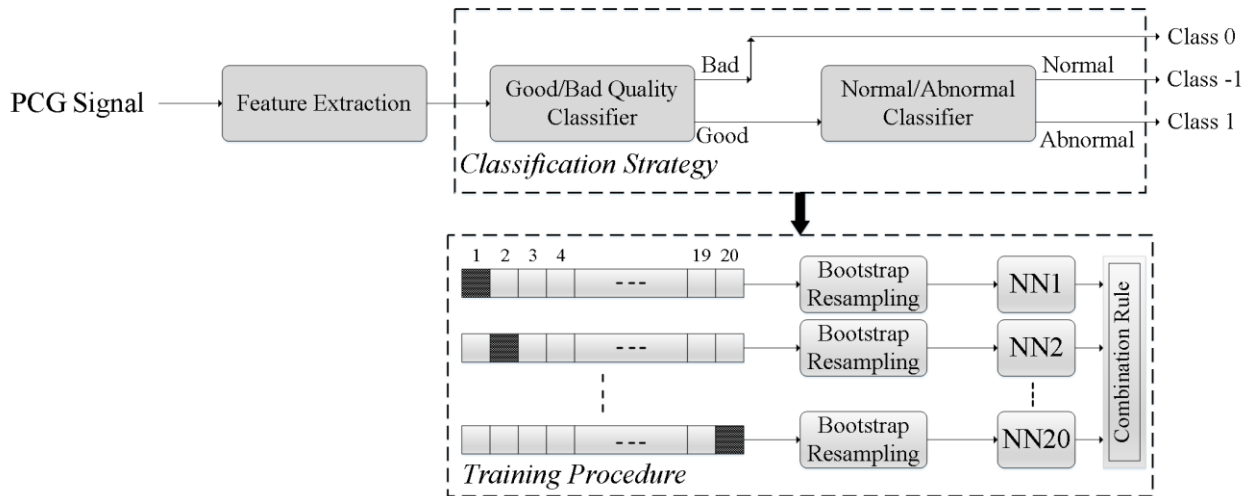 Class 0
Bad
Normal
Class -1
PCG Signal
Feature Extraction
Good/Bad Quality
Classifier
Normal/Abnormal
Classifier
Good
Abnormal
Class 1
Classification Strategy
1 2 3 4 19 20
Bootstrap
Resampling
NN1
Bootstrap
Resampling
NN2
Bootstrap
Resampling
NN20
Combination Rule
Training Procedure